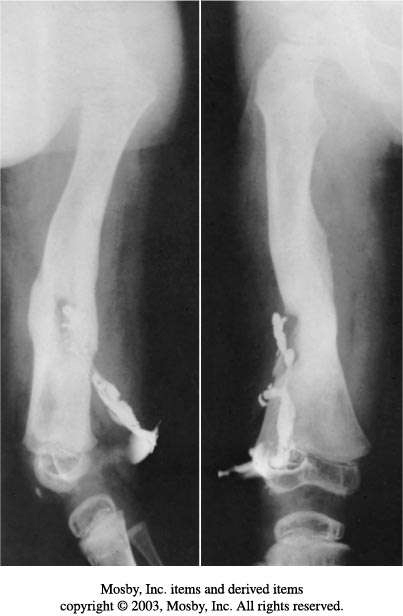 Mosby, Inc. items and derived items
copyright © 2003, Mosby, Inc. All rights reserved.